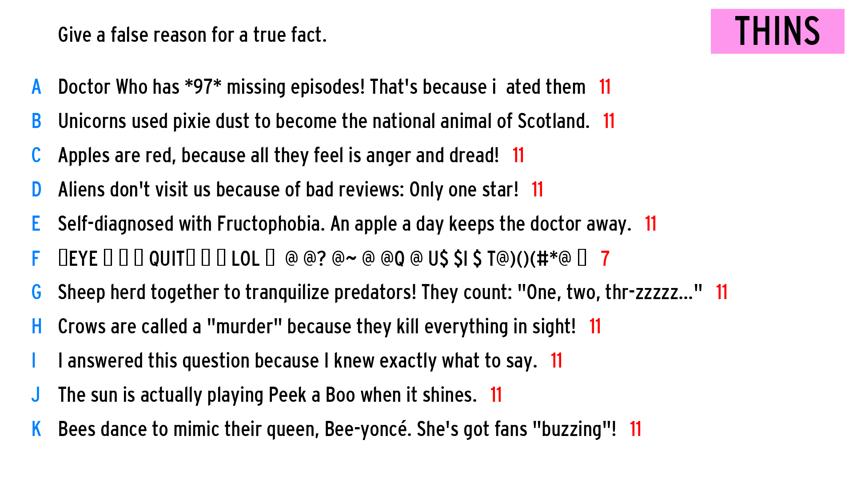 Give a false reason for a true fact.
THINS
A Doctor Who has *97* missing episodes! That's because i ated them 11
B Unicorns used pixie dust to become the national animal of Scotland. 11
C Apples are red, because all they feel is anger and dread! 11
D Aliens don't visit us because of bad reviews: Only one star! 11
E Self-diagnosed with Fructophobia. An apple a day keeps the doctor away. 11
F ▯EYE ▯ ▯ ▯ QUIT▯ ▯ ▯ LOL ▯ @ @? @~ @ @Q @ U$ $I $ T@)()(#*@ ▯ 7
G Sheep herd together to tranquilize predators! They count: "One, two, thr-zzzzz..." 11
H Crows are called a "murder" because they kill everything in sight! 11
I I answered this question because I knew exactly what to say. 11
J The sun is actually playing Peek a Boo when it shines. 11
K Bees dance to mimic their queen, Bee-yoncé. She's got fans "buzzing"! 11